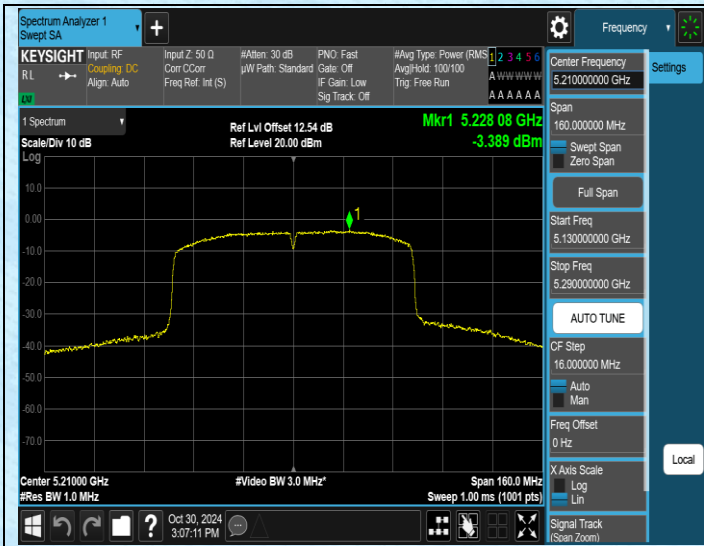 Spectrum Analyzer 1
Swept SA
+
Frequency
KEYSIGHT
RL
LXI
Input: RF
Coupling: DC
Align: Auto
Input Z: 50 Ω
Corr CCorr
Freq Ref: Int (S)
#Atten: 30 dB
µW Path: Standard
PNO: Fast
Gate: Off
IF Gain: Low
Sig Track: Off
#Avg Type: Power (RMS
Avg|Hold: 100/100
Trig: Free Run
1 2 3 4 5 6
A W W W W W
A A A A A A
1 Spectrum
Scale/Div 10 dB
Log
Ref Lvl Offset 12.54 dB
Ref Level 20.00 dBm
Mkr1 5.228 08 GHz
-3.389 dBm
10.0
0.00
-10.0
-20.0
-30.0
-40.0
-50.0
-60.0
-70.0
1
Center 5.21000 GHz
#Res BW 1.0 MHz
#Video BW 3.0 MHz*
Span 160.0 MHz
Sweep 1.00 ms (1001 pts)
?
Oct 30, 2024
3:07:11 PM
Center Frequency
5.210000000 GHz
Span
160.000000 MHz
Swept Span
Zero Span
Full Span
Start Freq
5.130000000 GHz
Stop Freq
5.290000000 GHz
AUTO TUNE
CF Step
16.000000 MHz
Auto
Man
Freq Offset
0 Hz
X Axis Scale
Log
Lin
Signal Track
(Span Zoom)
Settings
Local